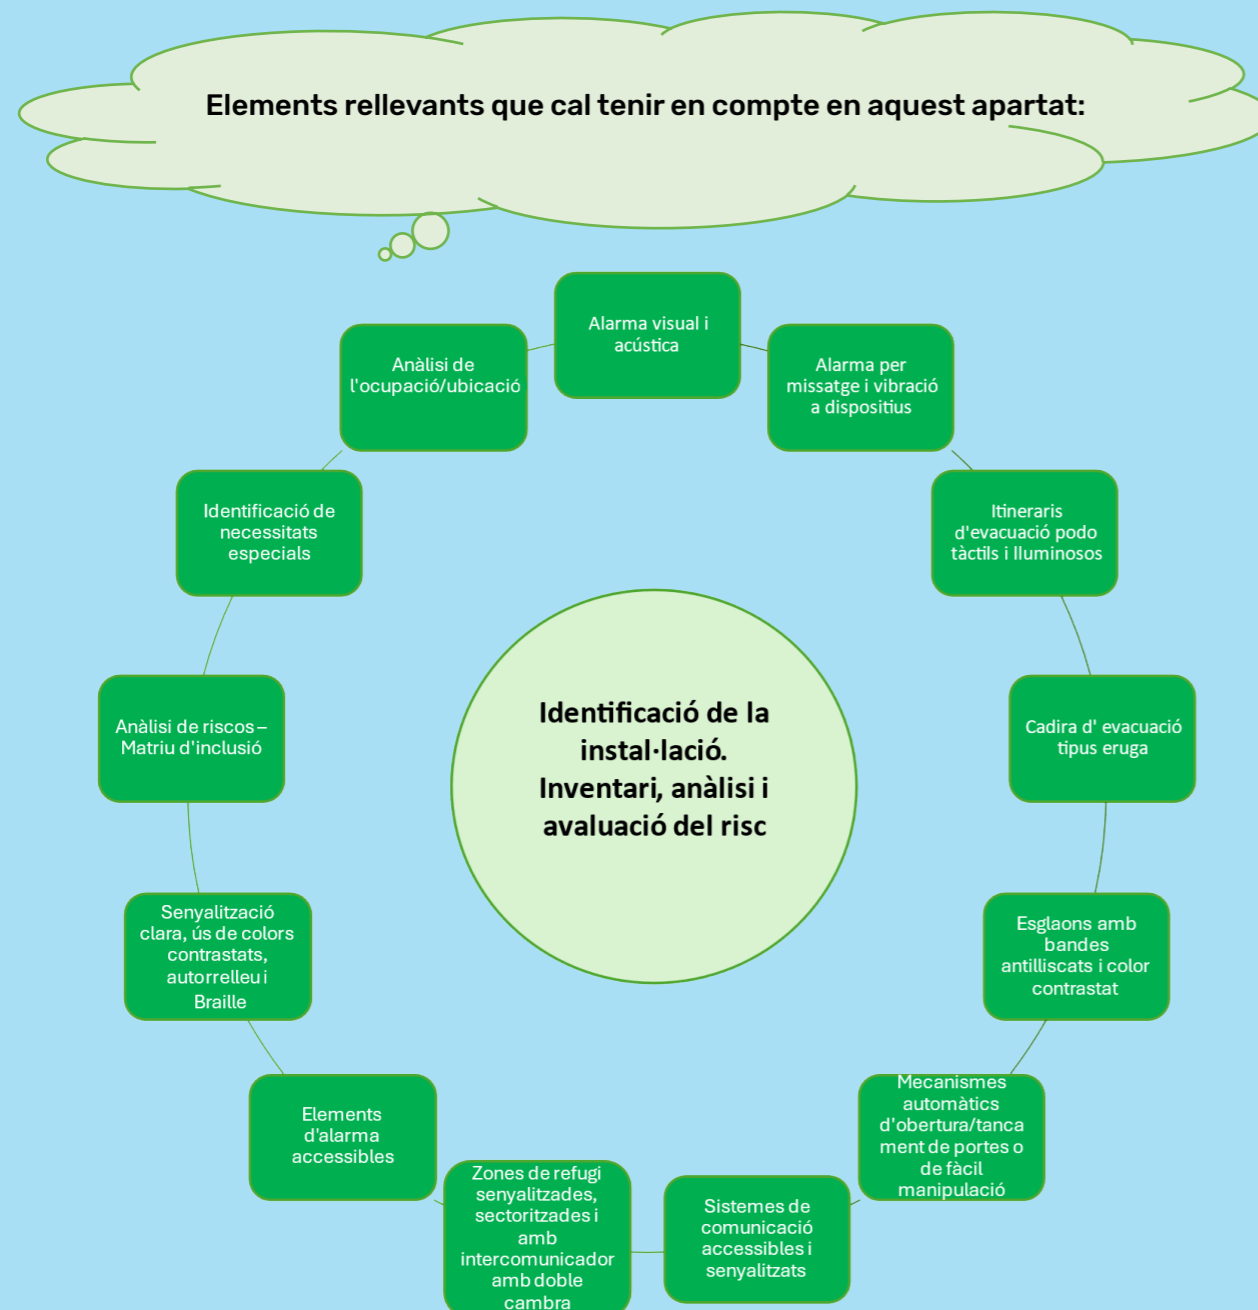 Elements rellevants que cal tenir en compte en aquest apartat:
Alarma visual i
acústica
Alarma per
missatge i vibració
a dispositius
Itineraris
d'evacuació podo
tàctils i lluminosos
Cadira d' evacuació
tipus eruga
Esglaons amb
bandes
antilliscats i color
contrastat
Mecanismes
automàtics
d'obertura/tanca
ment de portes o
de fàcil
manipulació
Sistemes de
comunicació
accessibles i
senyalitzats
Zones de refugi
senyalitzades,
sectoritzades i
amb
intercomunicador
amb doble
cambra
Elements
d'alarma
accessibles
Senyalització
clara, ús de colors
contrastats,
autorrelleu i
Braille
Anàlisi de riscos –
Matriu d'inclusió
Identificació de
necessitats
especials
Anàlisi de
l'ocupació/ubicació
Identificació de la
instal·lació.
Inventari, anàlisi i
avaluació del risc